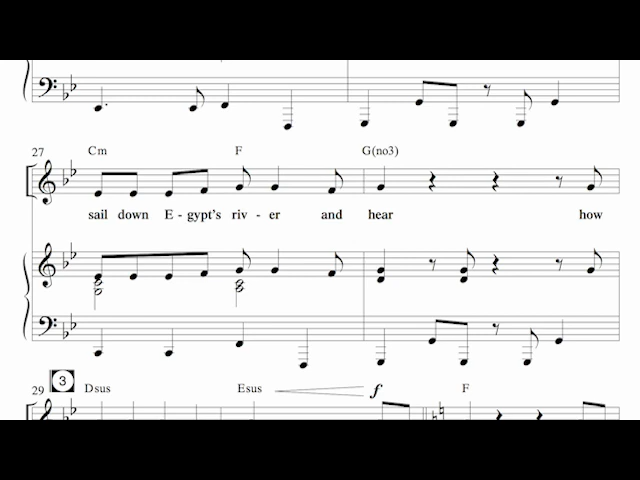 27 Cm F G(no3)
sail down E - gypt's riv - er and hear how
3
29 Dsus Esus f F